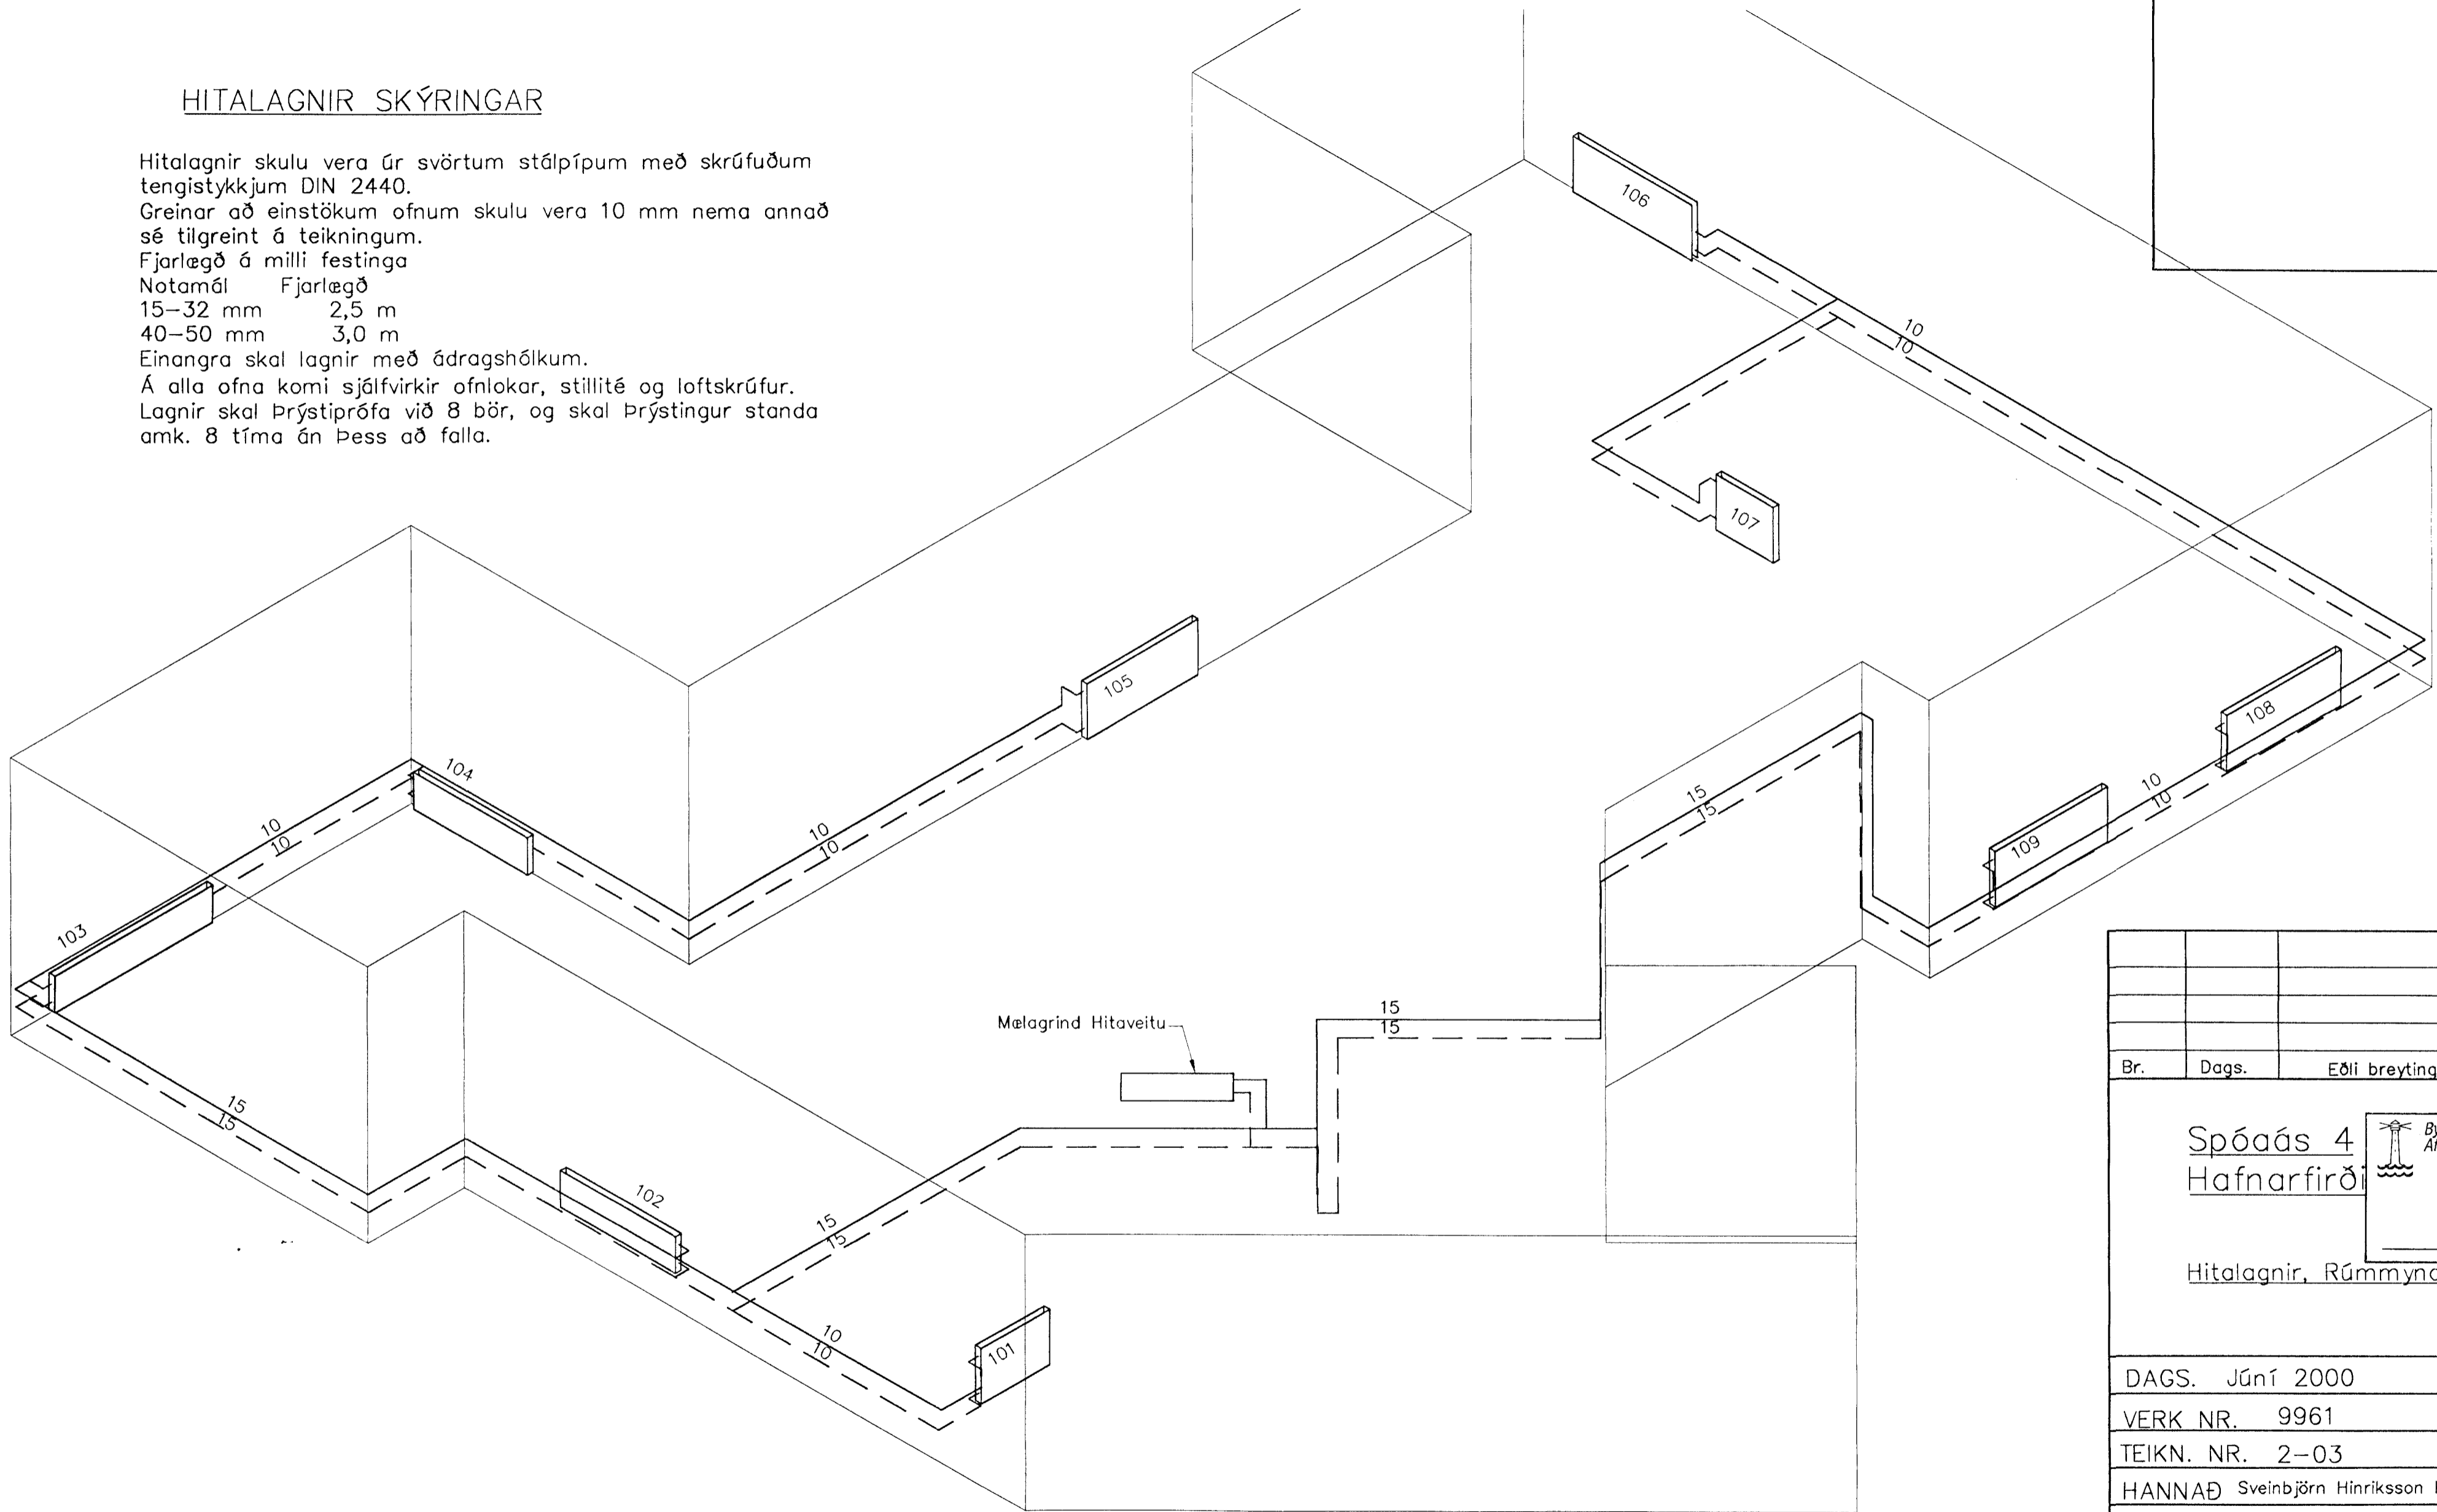 HITALAGNIR SKÝRINGAR
Hitalagnir skulu vera úr svörtum stálpípum með skrúfuðum
tengistykkjum DIN 2440.
Greinar að einstökum ofnum skulu vera 10 mm nema annað
sé tilgreint á teikningum.
Fjarlægð á milli festinga
Notamál Fjarlægð
15–32 mm 2,5 m
40–50 mm 3,0 m
Einangra skal lagnir með ádragshólkum.
Á alla ofna komi sjálfvirkir ofnlokar, stillité og loftskrúfur.
Lagnir skal Þrýstiprófa við 8 bör, og skal Þrýstingur standa
amk. 8 tíma án Þess að falla.
106
10
10
107
105
108
104
10
10
15
15
10
10
109
10
10
103
Mælagrind Hitaveitu
15
15
15
15
102
15
15
10
10
101
Br. Dags. Eðli breyting
Spóaás 4
Hafnarfirði
Hitalagnir, Rúmmynd
DAGS. Júní 2000
VERK NR. 9961
TEIKN. NR. 2–03
HANNAÐ Sveinbjörn Hinriksson